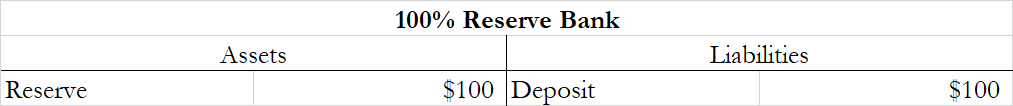 100% Reserve Bank
Assets Liabilities
Reserve $100 Deposit $100